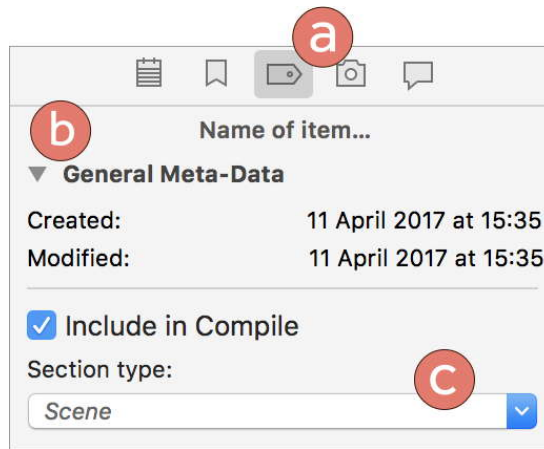 a
b
Name of item...
General Meta-Data
Created: 11 April 2017 at 15:35
Modified: 11 April 2017 at 15:35
Include in Compile
Section type:
c
Scene